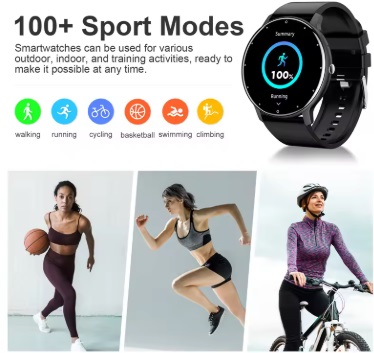 100+ Sport Modes
Smartwatches can be used for various
outdoor, indoor, and training activities, ready to
make it possible at any time.
Summary
100%
Running
walking running cycling basketball swimming climbing